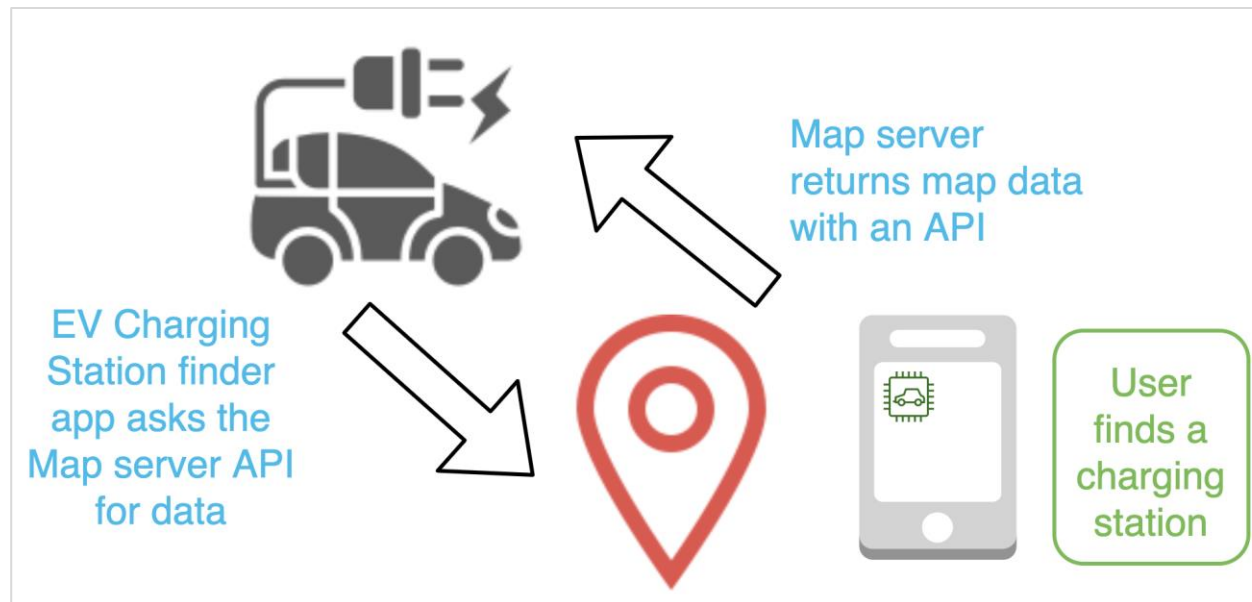 Map server
returns map data
with an API
EV Charging
Station finder
app asks the
Map server API
for data
User
finds a
charging
station